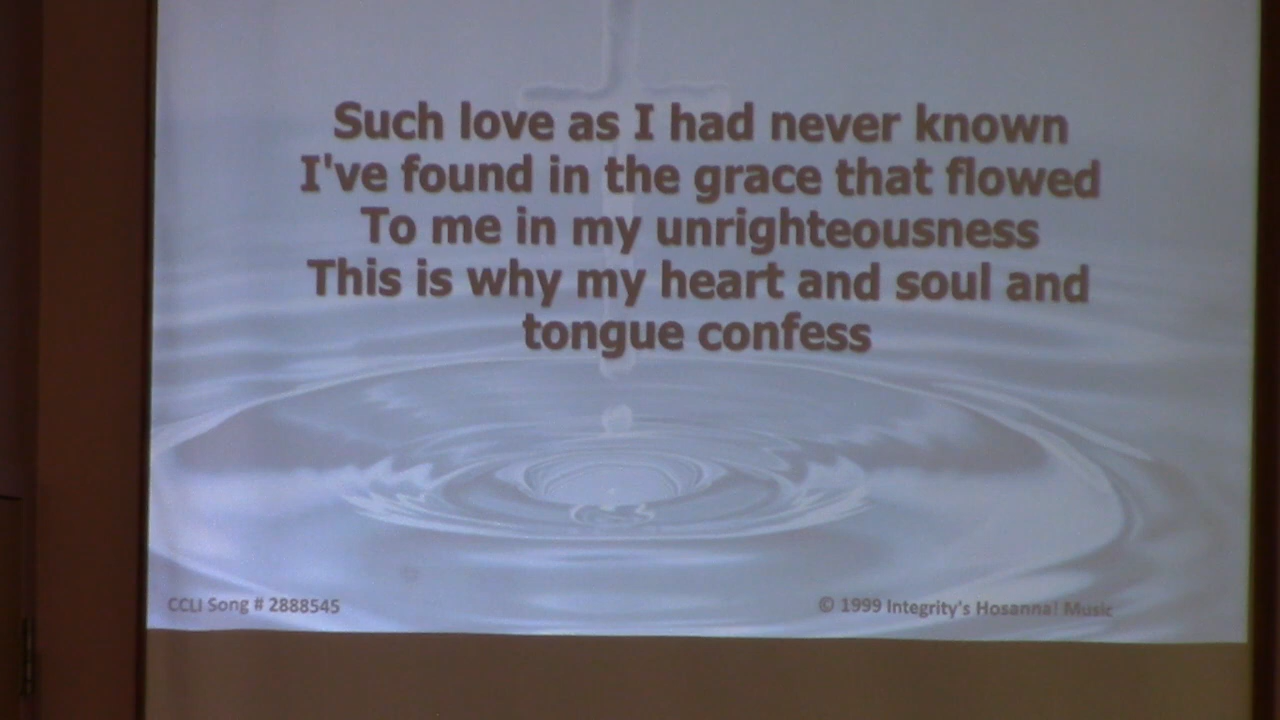 Such love as I had never known
I've found in the grace that flowed
To me in my unrighteousness
This is why my heart and soul and
tongue confess
CCLI Song # 2888545
© 1999 Integrity's Hosanna! Music